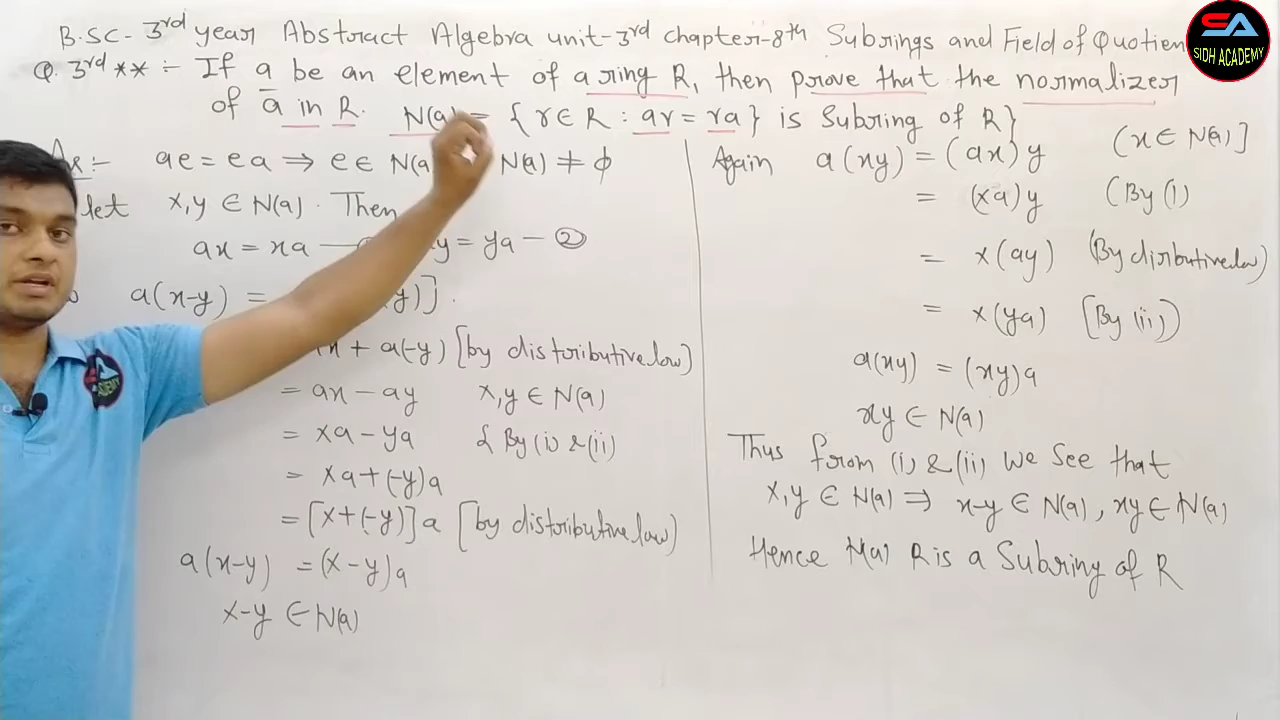 B.SC- 3rd year Abstract Algebra unit-3rd chapter-8th Subrings and Field of Quotien
SA
SIDH ACADEMY
Q. 3rd ** :- If a be an element of a ring R, then prove that the normalizer
of a in R. N(a) = {r∈R : ar = ra} is Subring of R}
ae = ea ⇒ e ∈ N(a) N(a) ≠ ϕ
let x,y ∈ N(a). Then
ax = xa — y = ya — ②
a(x-y) = y)].
+ a(-y) [by distributive law)
= ax - ay x,y ∈ N(a)
= xa - ya { By (i) & (ii)
= xa + (-y)a
= [x+(-y)] a [by distributive law)
a(x-y) = (x-y)a
x-y ∈ N(a)
Again a(xy) = (ax)y (x ∈ N(a)]
= (xa)y (By (i)
= x(ay) (By distibutive law)
= x(ya) [By (ii))
a(xy) = (xy)a
xy ∈ N(a)
Thus from (i) & (ii) we see that
x,y ∈ N(a) ⇒ x-y ∈ N(a), xy ∈ N(a)
Hence N(a) R is a Subring of R
SA
ACADEMY